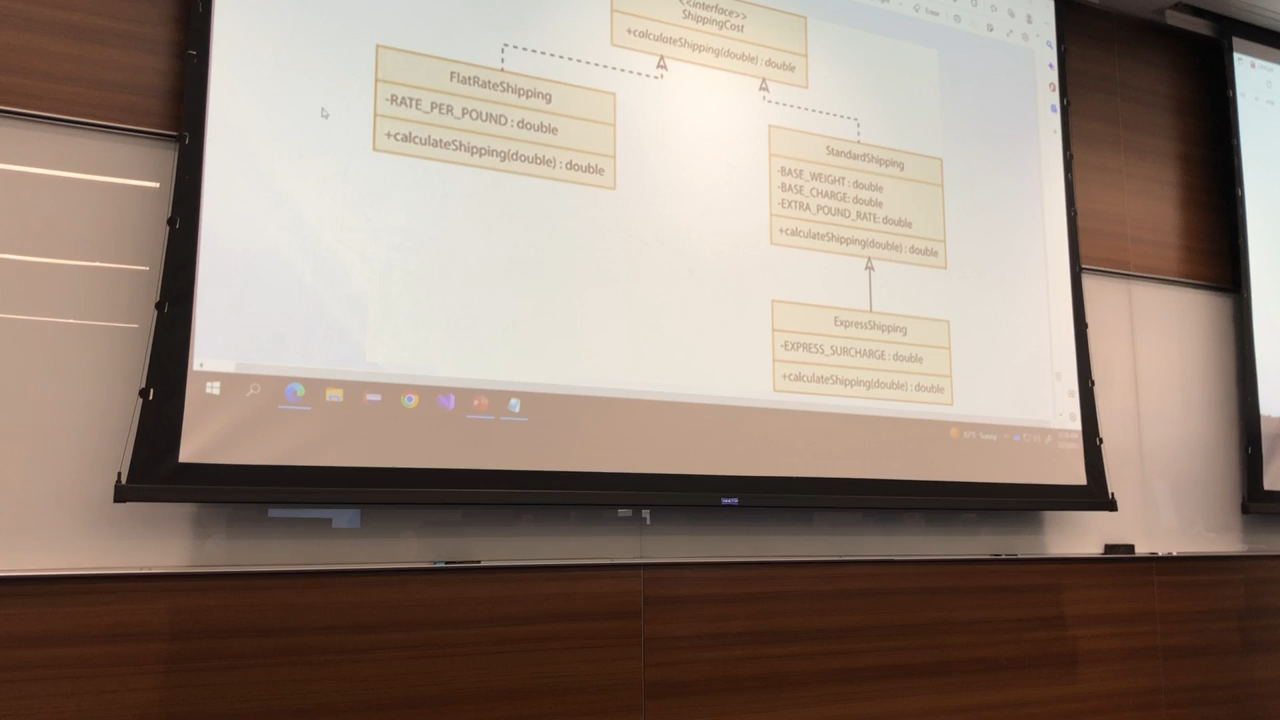 <<interface>>
ShippingCost
+calculateShipping(double) : double
FlatRateShipping
-RATE_PER_POUND : double
+calculateShipping(double) : double
StandardShipping
-BASE_WEIGHT : double
-BASE_CHARGE: double
-EXTRA_POUND_RATE: double
+calculateShipping(double) : double
ExpressShipping
-EXPRESS_SURCHARGE : double
+calculateShipping(double) : double
Sunny